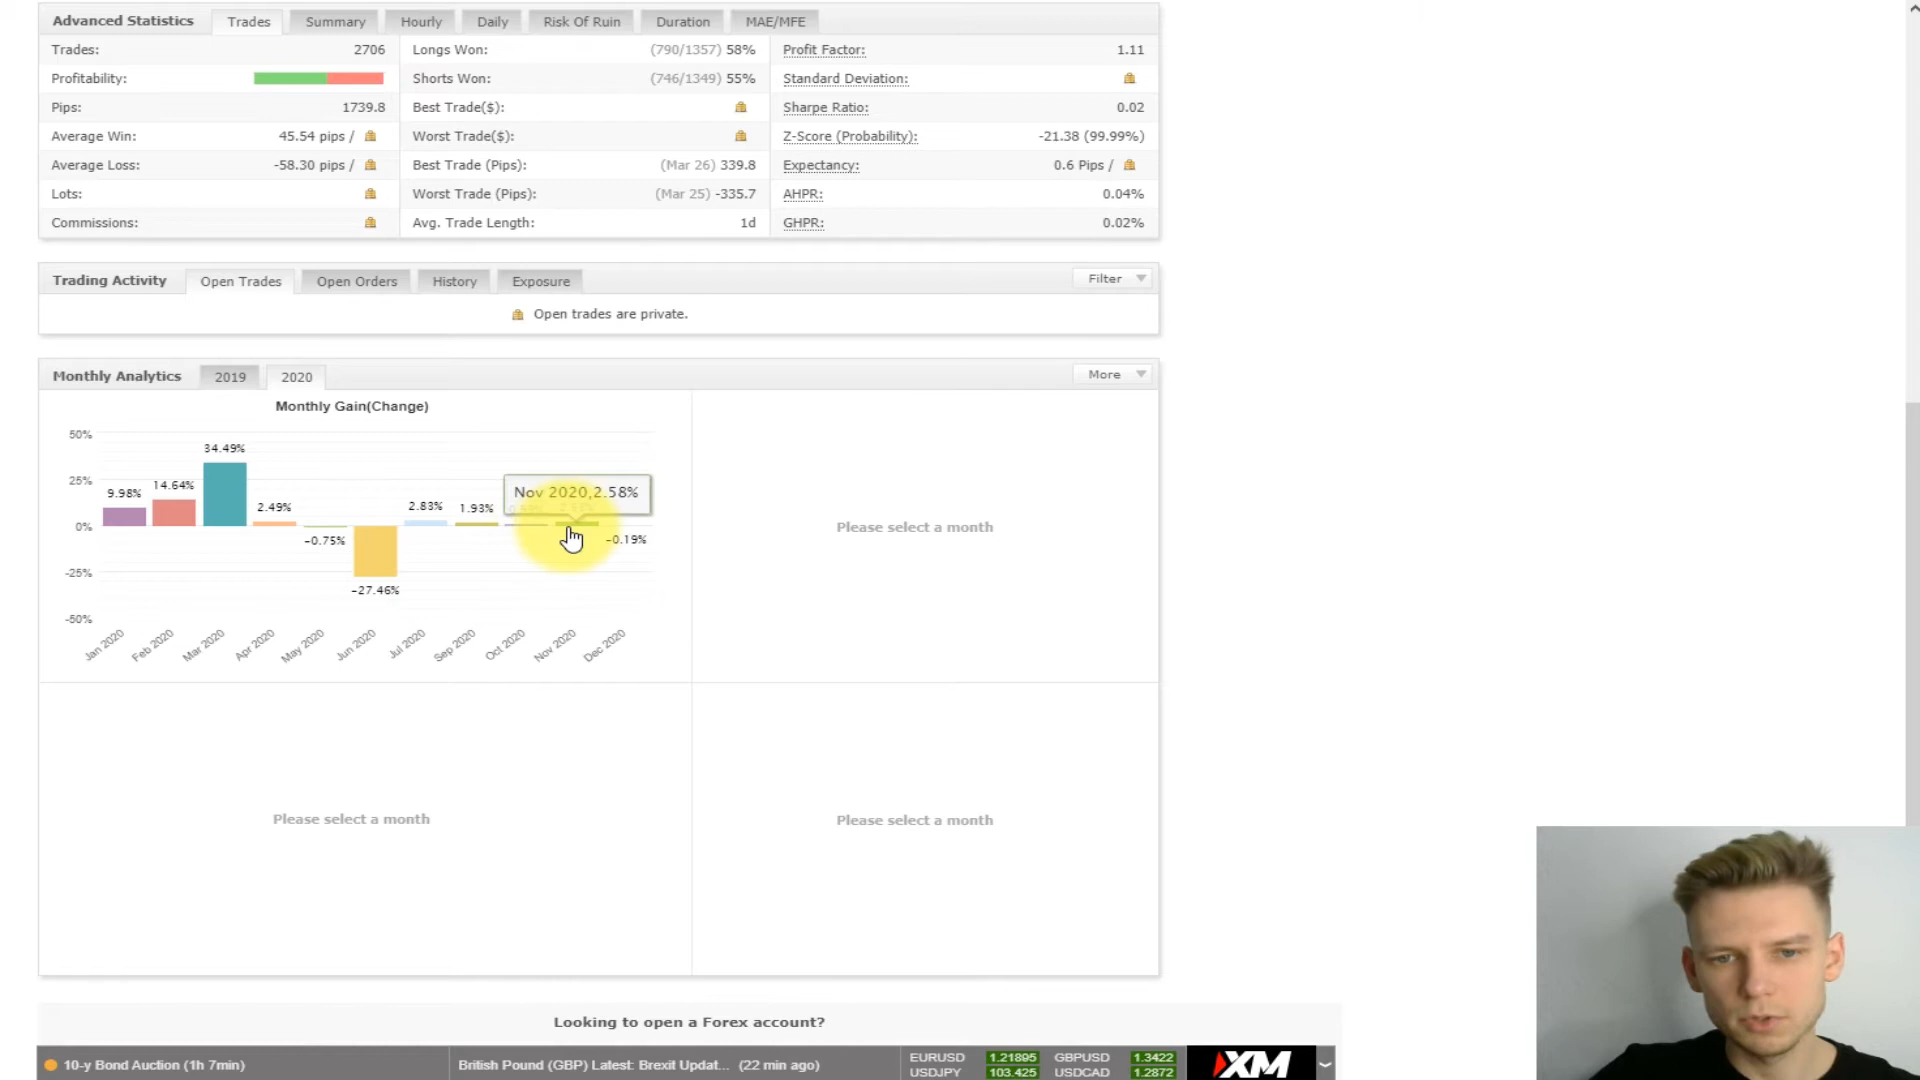 Advanced Statistics Trades Summary Hourly Daily Risk Of Ruin Duration MAE/MFE
Trades: 2706 Longs Won: (790/1357) 58% Profit Factor: 1.11
Profitability: Shorts Won: (746/1349) 55% Standard Deviation:
Pips: 1739.8 Best Trade($): Sharpe Ratio: 0.02
Average Win: 45.54 pips / Worst Trade($): Z-Score (Probability): -21.38 (99.99%)
Average Loss: -58.30 pips / Best Trade (Pips): (Mar 26) 339.8 Expectancy: 0.6 Pips /
Lots: Worst Trade (Pips): (Mar 25) -335.7 AHPR: 0.04%
Commissions: Avg. Trade Length: 1d GHPR: 0.02%
Trading Activity Open Trades Open Orders History Exposure Filter
Open trades are private.
Monthly Analytics 2019 2020 More
Monthly Gain(Change)
50%
34.49%
25%
9.98% 14.64% 2.49% 2.83% 1.93% Nov 2020,2.58%
0%
-0.75% -0.19%
-25%
-27.46%
-50%
Jan 2020 Feb 2020 Mar 2020 Apr 2020 May 2020 Jun 2020 Jul 2020 Sep 2020 Oct 2020 Nov 2020 Dec 2020
Please select a month
Please select a month
Please select a month
Looking to open a Forex account?
10-y Bond Auction (1h 7min) British Pound (GBP) Latest: Brexit Updat... (22 min ago)
EURUSD 1.21895 GBPUSD 1.3422
USDJPY 103.425 USDCAD 1.2872
XM